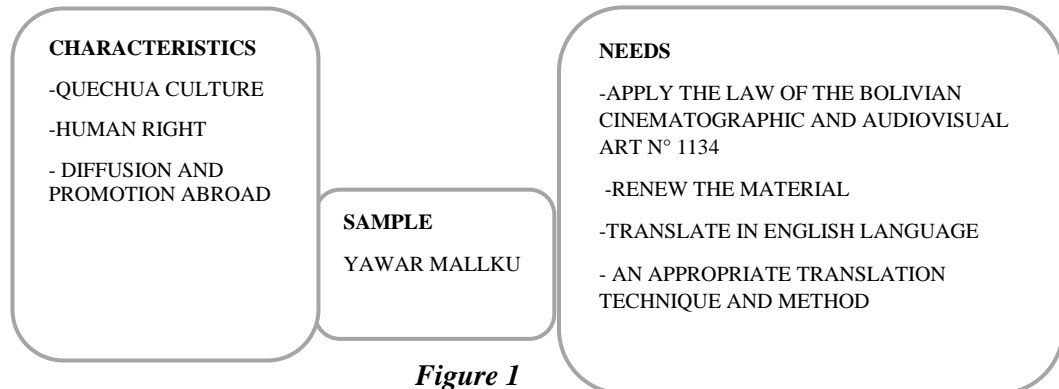 CHARACTERISTICS
-QUECHUA CULTURE
-HUMAN RIGHT
- DIFFUSION AND
PROMOTION ABROAD
SAMPLE
YAWAR MALLKU
NEEDS
-APPLY THE LAW OF THE BOLIVIAN
CINEMATOGRAPHIC AND AUDIOVISUAL
ART N° 1134
-RENEW THE MATERIAL
-TRANSLATE IN ENGLISH LANGUAGE
- AN APPROPRIATE TRANSLATION
TECHNIQUE AND METHOD
Figure 1